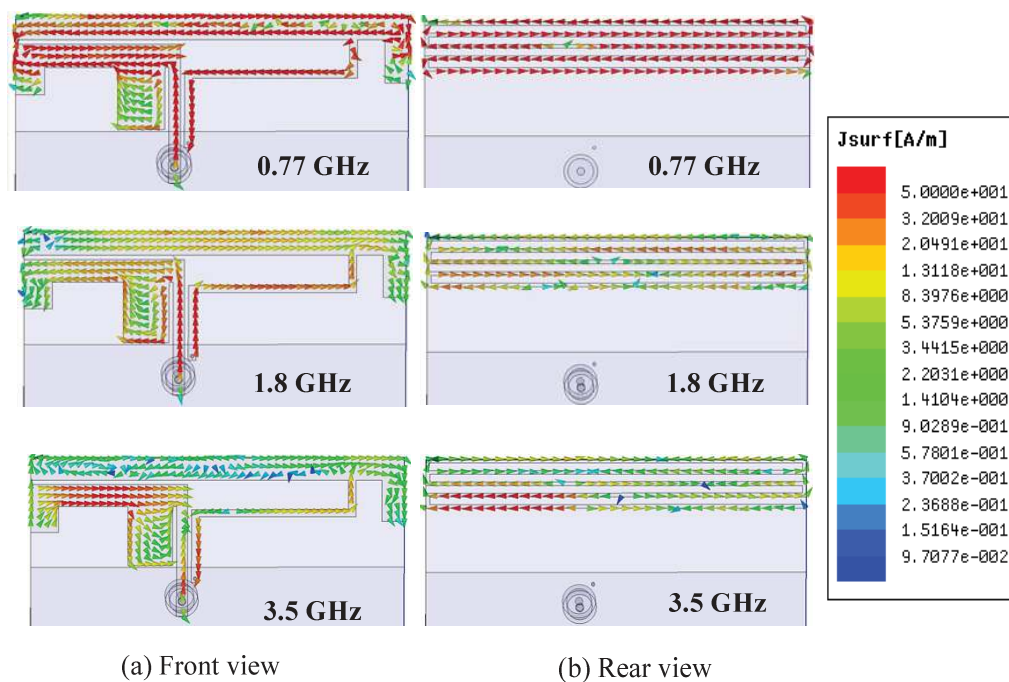 0.77 GHz
0.77 GHz
1.8 GHz
1.8 GHz
3.5 GHz
3.5 GHz
Jsurf[A/m]
5.0000e+001
3.2009e+001
2.0491e+001
1.3118e+001
8.3976e+000
5.3759e+000
3.4415e+000
2.2031e+000
1.4104e+000
9.0289e-001
5.7801e-001
3.7002e-001
2.3688e-001
1.5164e-001
9.7077e-002
(a) Front view
(b) Rear view